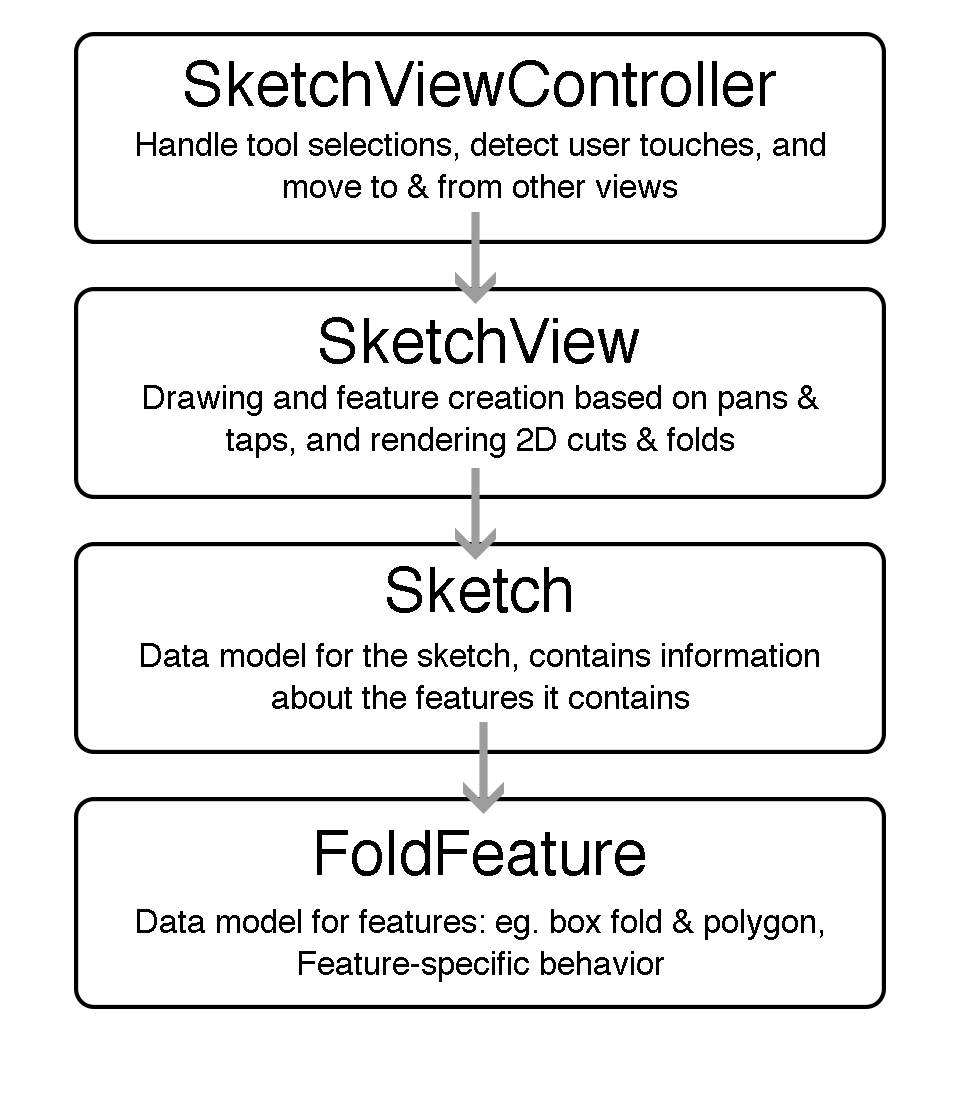 SketchViewController
Handle tool selections, detect user touches, and
move to & from other views
SketchView
Drawing and feature creation based on pans &
taps, and rendering 2D cuts & folds
Sketch
Data model for the sketch, contains information
about the features it contains
FoldFeature
Data model for features: eg. box fold & polygon,
Feature-specific behavior